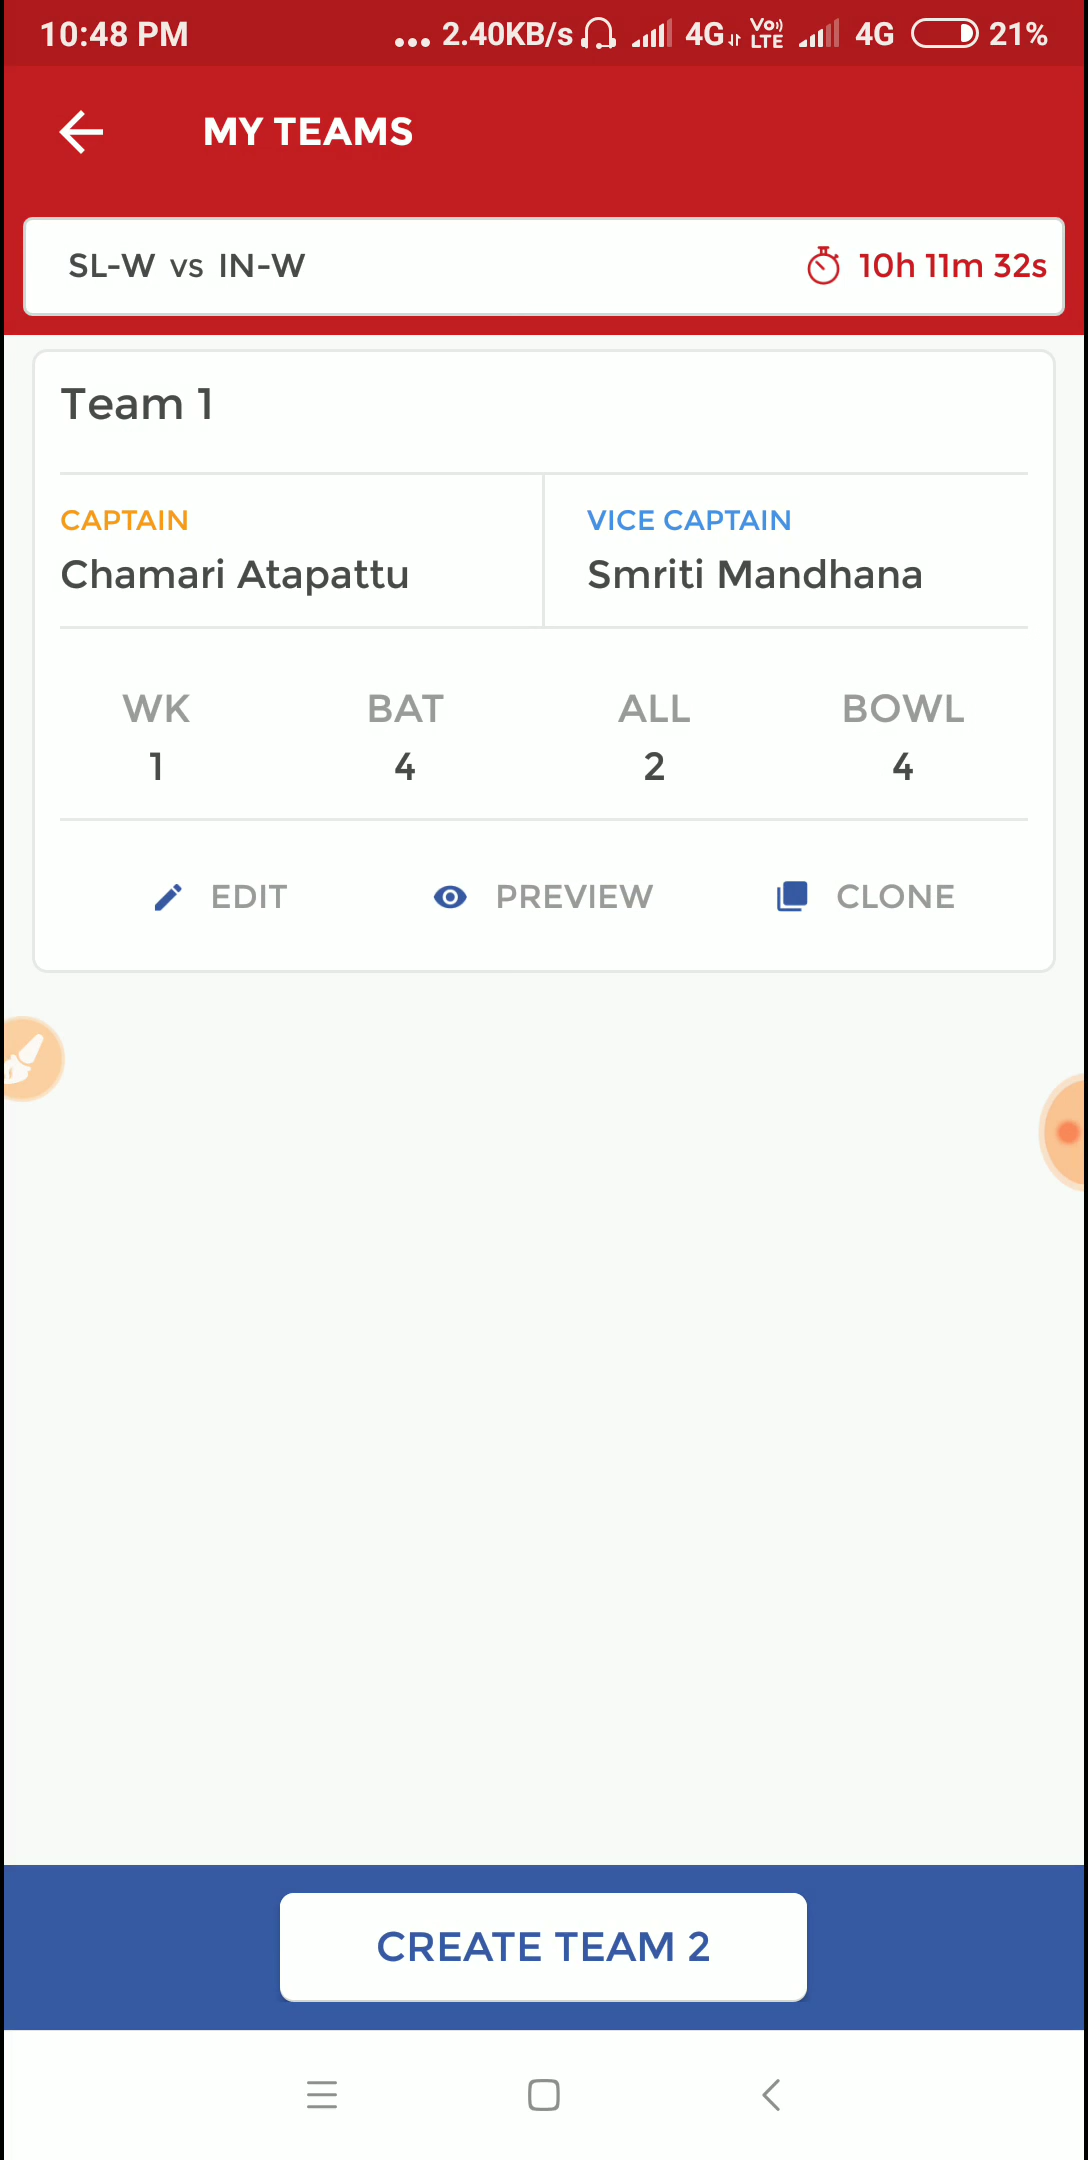 10:48 PM ... 2.40KB/s 4G VO LTE 4G 21%
MY TEAMS
SL-W vs IN-W 10h 11m 32s
Team 1
CAPTAIN VICE CAPTAIN
Chamari Atapattu Smriti Mandhana
WK BAT ALL BOWL
1 4 2 4
EDIT PREVIEW CLONE
CREATE TEAM 2